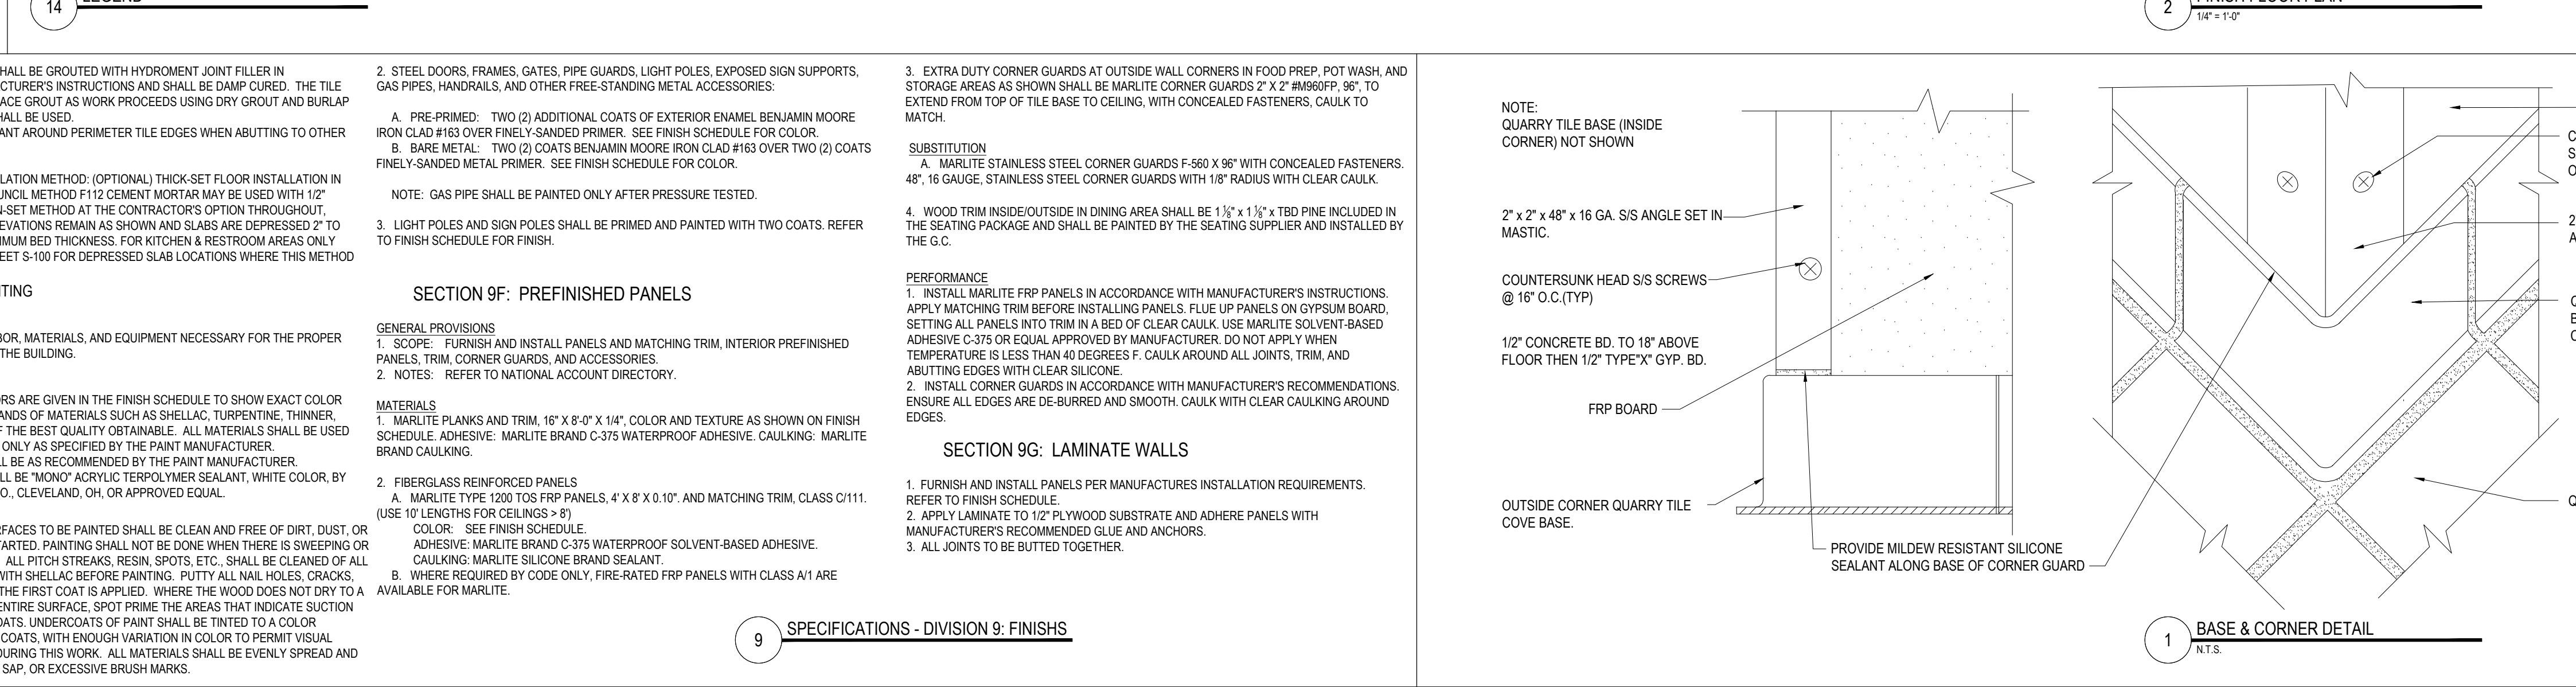 14
LEGEND
2
FINISH FLOOR PLAN
1/4" = 1'-0"
HALL BE GROUTED WITH HYDROMENT JOINT FILLER IN
CTURER'S INSTRUCTIONS AND SHALL BE DAMP CURED. THE TILE
ACE GROUT AS WORK PROCEEDS USING DRY GROUT AND BURLAP
HALL BE USED.
ANT AROUND PERIMETER TILE EDGES WHEN ABUTTING TO OTHER
LATION METHOD: (OPTIONAL) THICK-SET FLOOR INSTALLATION IN
UNCIL METHOD F112 CEMENT MORTAR MAY BE USED WITH 1/2"
N-SET METHOD AT THE CONTRACTOR'S OPTION THROUGHOUT,
EVATIONS REMAIN AS SHOWN AND SLABS ARE DEPRESSED 2" TO
IMUM BED THICKNESS. FOR KITCHEN & RESTROOM AREAS ONLY
EET S-100 FOR DEPRESSED SLAB LOCATIONS WHERE THIS METHOD
TING
BOR, MATERIALS, AND EQUIPMENT NECESSARY FOR THE PROPER
THE BUILDING.
ORS ARE GIVEN IN THE FINISH SCHEDULE TO SHOW EXACT COLOR
ANDS OF MATERIALS SUCH AS SHELLAC, TURPENTINE, THINNER,
F THE BEST QUALITY OBTAINABLE. ALL MATERIALS SHALL BE USED
ONLY AS SPECIFIED BY THE PAINT MANUFACTURER.
LL BE AS RECOMMENDED BY THE PAINT MANUFACTURER.
LL BE "MONO" ACRYLIC TERPOLYMER SEALANT, WHITE COLOR, BY
O., CLEVELAND, OH, OR APPROVED EQUAL.
RFACES TO BE PAINTED SHALL BE CLEAN AND FREE OF DIRT, DUST, OR
TARTED. PAINTING SHALL NOT BE DONE WHEN THERE IS SWEEPING OR
ALL PITCH STREAKS, RESIN, SPOTS, ETC., SHALL BE CLEANED OF ALL
WITH SHELLAC BEFORE PAINTING. PUTTY ALL NAIL HOLES, CRACKS,
THE FIRST COAT IS APPLIED. WHERE THE WOOD DOES NOT DRY TO A
ENTIRE SURFACE, SPOT PRIME THE AREAS THAT INDICATE SUCTION
OATS. UNDERCOATS OF PAINT SHALL BE TINTED TO A COLOR
COATS, WITH ENOUGH VARIATION IN COLOR TO PERMIT VISUAL
DURING THIS WORK. ALL MATERIALS SHALL BE EVENLY SPREAD AND
SAP, OR EXCESSIVE BRUSH MARKS.
2. STEEL DOORS, FRAMES, GATES, PIPE GUARDS, LIGHT POLES, EXPOSED SIGN SUPPORTS,
GAS PIPES, HANDRAILS, AND OTHER FREE-STANDING METAL ACCESSORIES:
A. PRE-PRIMED: TWO (2) ADDITIONAL COATS OF EXTERIOR ENAMEL BENJAMIN MOORE
IRON CLAD #163 OVER FINELY-SANDED PRIMER. SEE FINISH SCHEDULE FOR COLOR.
B. BARE METAL: TWO (2) COATS BENJAMIN MOORE IRON CLAD #163 OVER TWO (2) COATS
FINELY-SANDED METAL PRIMER. SEE FINISH SCHEDULE FOR COLOR.
NOTE: GAS PIPE SHALL BE PAINTED ONLY AFTER PRESSURE TESTED.
3. LIGHT POLES AND SIGN POLES SHALL BE PRIMED AND PAINTED WITH TWO COATS. REFER
TO FINISH SCHEDULE FOR FINISH.
SECTION 9F: PREFINISHED PANELS
GENERAL PROVISIONS
1. SCOPE: FURNISH AND INSTALL PANELS AND MATCHING TRIM, INTERIOR PREFINISHED
PANELS, TRIM, CORNER GUARDS, AND ACCESSORIES.
2. NOTES: REFER TO NATIONAL ACCOUNT DIRECTORY.
MATERIALS
1. MARLITE PLANKS AND TRIM, 16" X 8'-0" X 1/4", COLOR AND TEXTURE AS SHOWN ON FINISH
SCHEDULE. ADHESIVE: MARLITE BRAND C-375 WATERPROOF ADHESIVE. CAULKING: MARLITE
BRAND CAULKING.
2. FIBERGLASS REINFORCED PANELS
A. MARLITE TYPE 1200 TOS FRP PANELS, 4' X 8' X 0.10". AND MATCHING TRIM, CLASS C/111.
(USE 10' LENGTHS FOR CEILINGS > 8')
COLOR: SEE FINISH SCHEDULE.
ADHESIVE: MARLITE BRAND C-375 WATERPROOF SOLVENT-BASED ADHESIVE.
CAULKING: MARLITE SILICONE BRAND SEALANT.
B. WHERE REQUIRED BY CODE ONLY, FIRE-RATED FRP PANELS WITH CLASS A/1 ARE
AVAILABLE FOR MARLITE.
3. EXTRA DUTY CORNER GUARDS AT OUTSIDE WALL CORNERS IN FOOD PREP, POT WASH, AND
STORAGE AREAS AS SHOWN SHALL BE MARLITE CORNER GUARDS 2" X 2" #M960FP, 96", TO
EXTEND FROM TOP OF TILE BASE TO CEILING, WITH CONCEALED FASTENERS, CAULK TO
MATCH.
SUBSTITUTION
A. MARLITE STAINLESS STEEL CORNER GUARDS F-560 X 96" WITH CONCEALED FASTENERS.
48", 16 GAUGE, STAINLESS STEEL CORNER GUARDS WITH 1/8" RADIUS WITH CLEAR CAULK.
4. WOOD TRIM INSIDE/OUTSIDE IN DINING AREA SHALL BE 1 1/8" x 1 1/8" x TBD PINE INCLUDED IN
THE SEATING PACKAGE AND SHALL BE PAINTED BY THE SEATING SUPPLIER AND INSTALLED BY
THE G.C.
PERFORMANCE
1. INSTALL MARLITE FRP PANELS IN ACCORDANCE WITH MANUFACTURER'S INSTRUCTIONS.
APPLY MATCHING TRIM BEFORE INSTALLING PANELS. FLUE UP PANELS ON GYPSUM BOARD,
SETTING ALL PANELS INTO TRIM IN A BED OF CLEAR CAULK. USE MARLITE SOLVENT-BASED
ADHESIVE C-375 OR EQUAL APPROVED BY MANUFACTURER. DO NOT APPLY WHEN
TEMPERATURE IS LESS THAN 40 DEGREES F. CAULK AROUND ALL JOINTS, TRIM, AND
ABUTTING EDGES WITH CLEAR SILICONE.
2. INSTALL CORNER GUARDS IN ACCORDANCE WITH MANUFACTURER'S RECOMMENDATIONS.
ENSURE ALL EDGES ARE DE-BURRED AND SMOOTH. CAULK WITH CLEAR CAULKING AROUND
EDGES.
SECTION 9G: LAMINATE WALLS
1. FURNISH AND INSTALL PANELS PER MANUFACTURES INSTALLATION REQUIREMENTS.
REFER TO FINISH SCHEDULE.
2. APPLY LAMINATE TO 1/2" PLYWOOD SUBSTRATE AND ADHERE PANELS WITH
MANUFACTURER'S RECOMMENDED GLUE AND ANCHORS.
3. ALL JOINTS TO BE BUTTED TOGETHER.
9
SPECIFICATIONS - DIVISION 9: FINISHS
NOTE:
QUARRY TILE BASE (INSIDE
CORNER) NOT SHOWN
2" x 2" x 48" x 16 GA. S/S ANGLE SET IN
MASTIC.
COUNTERSUNK HEAD S/S SCREWS
@ 16" O.C.(TYP)
1/2" CONCRETE BD. TO 18" ABOVE
FLOOR THEN 1/2" TYPE"X" GYP. BD.
FRP BOARD
OUTSIDE CORNER QUARRY TILE
COVE BASE.
PROVIDE MILDEW RESISTANT SILICONE
SEALANT ALONG BASE OF CORNER GUARD
1
BASE & CORNER DETAIL
N.T.S.